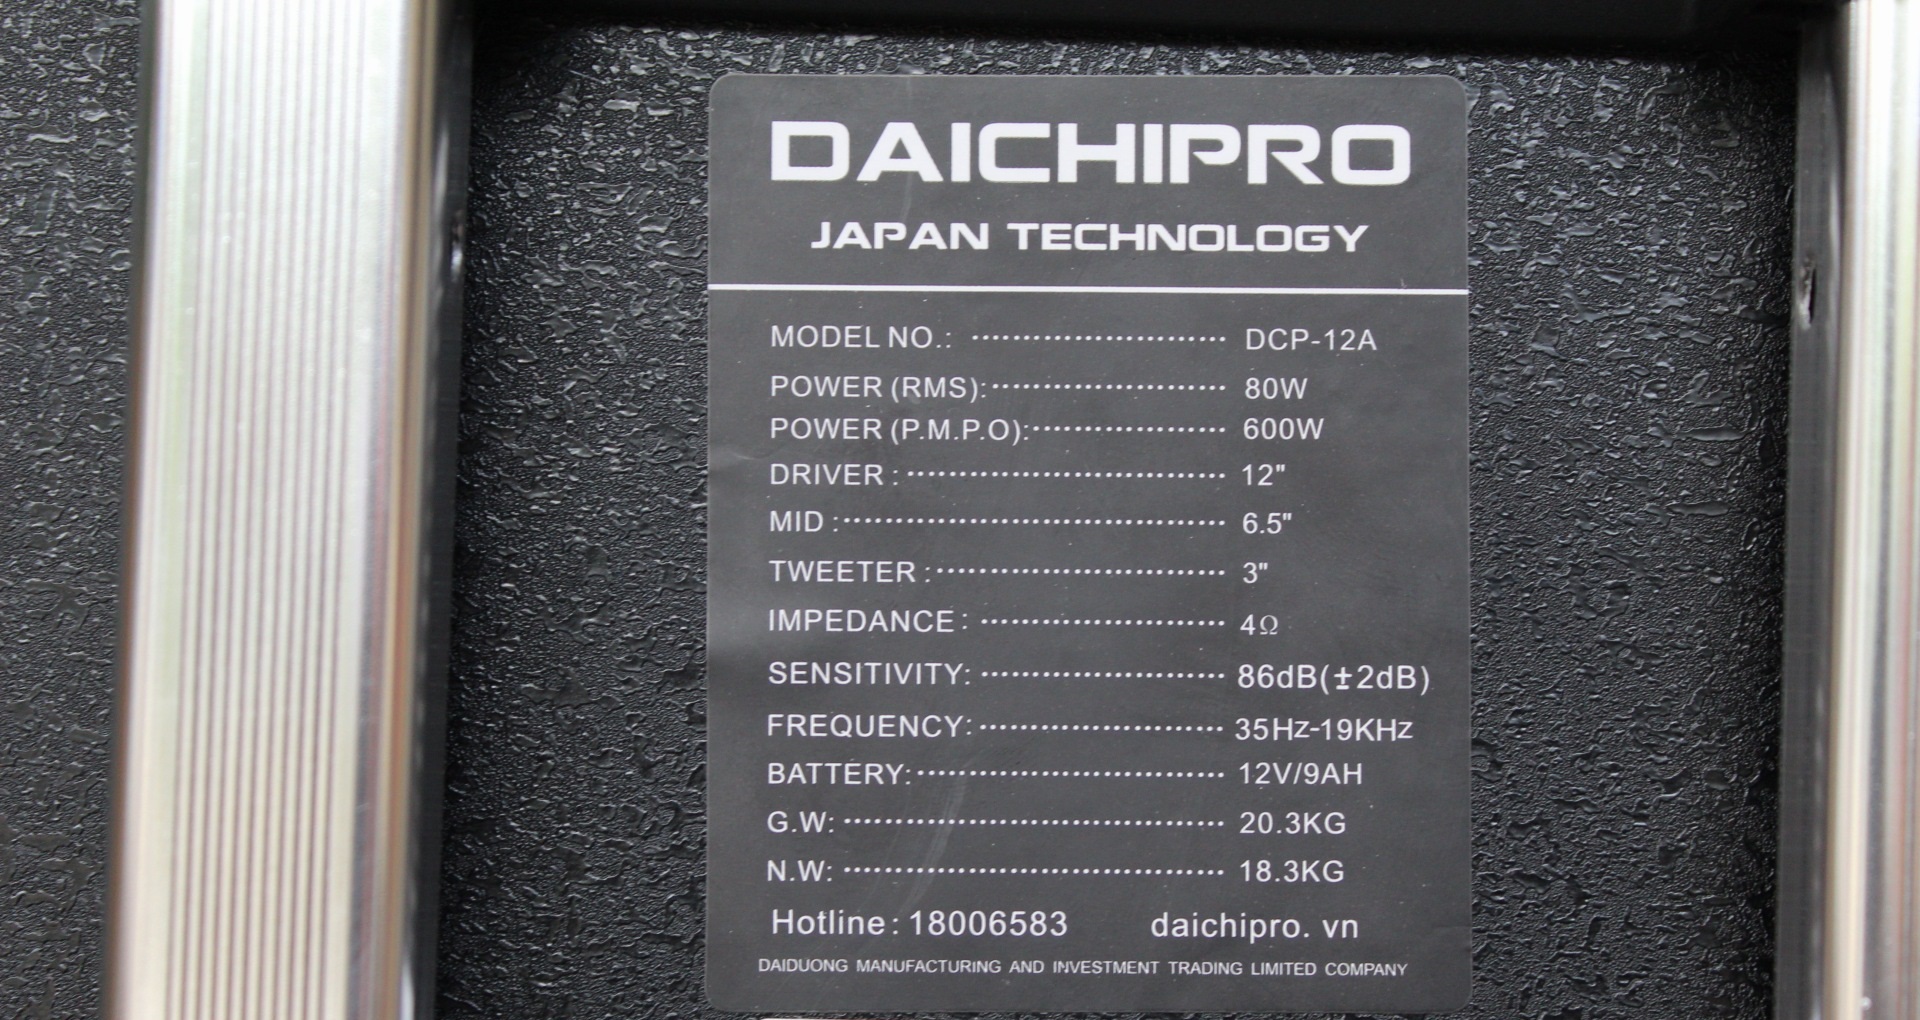 DAICHIPRO
JAPAN TECHNOLOGY
MODEL NO.: ························ DCP-12A
POWER (RMS): ························ 80W
POWER (P.M.P.O): ···················· 600W
DRIVER : ························ 12"
MID : ························ 6.5"
TWEETER : ························ 3"
IMPEDANCE : ························ 4Ω
SENSITIVITY: ························ 86dB(±2dB)
FREQUENCY: ························ 35Hz-19KHz
BATTERY: ························ 12V/9AH
G.W: ························ 20.3KG
N.W: ························ 18.3KG
Hotline : 18006583 daichipro. vn
DAIDUONG MANUFACTURING AND INVESTMENT TRADING LIMITED COMPANY